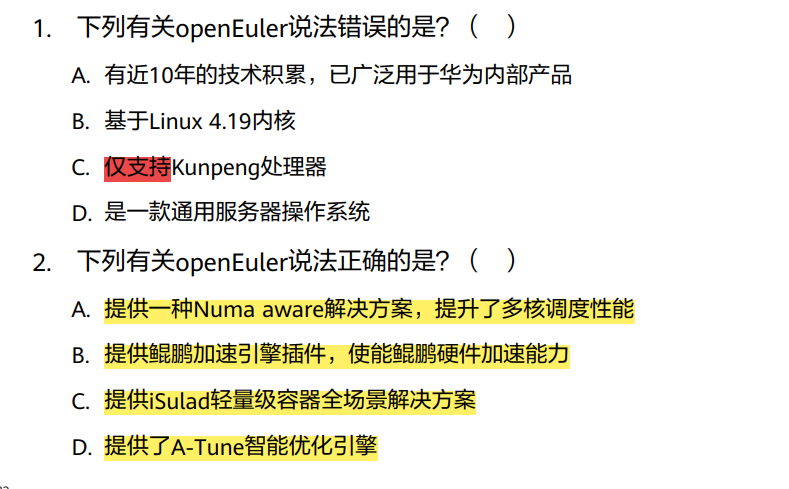 1. 下列有关openEuler说法错误的是？（ ）
A. 有近10年的技术积累，已广泛用于华为内部产品
B. 基于Linux 4.19内核
C. 仅支持Kunpeng处理器
D. 是一款通用服务器操作系统
2. 下列有关openEuler说法正确的是？（ ）
A. 提供一种Numa aware解决方案，提升了多核调度性能
B. 提供鲲鹏加速引擎插件，使能鲲鹏硬件加速能力
C. 提供iSulad轻量级容器全场景解决方案
D. 提供了A-Tune智能优化引擎